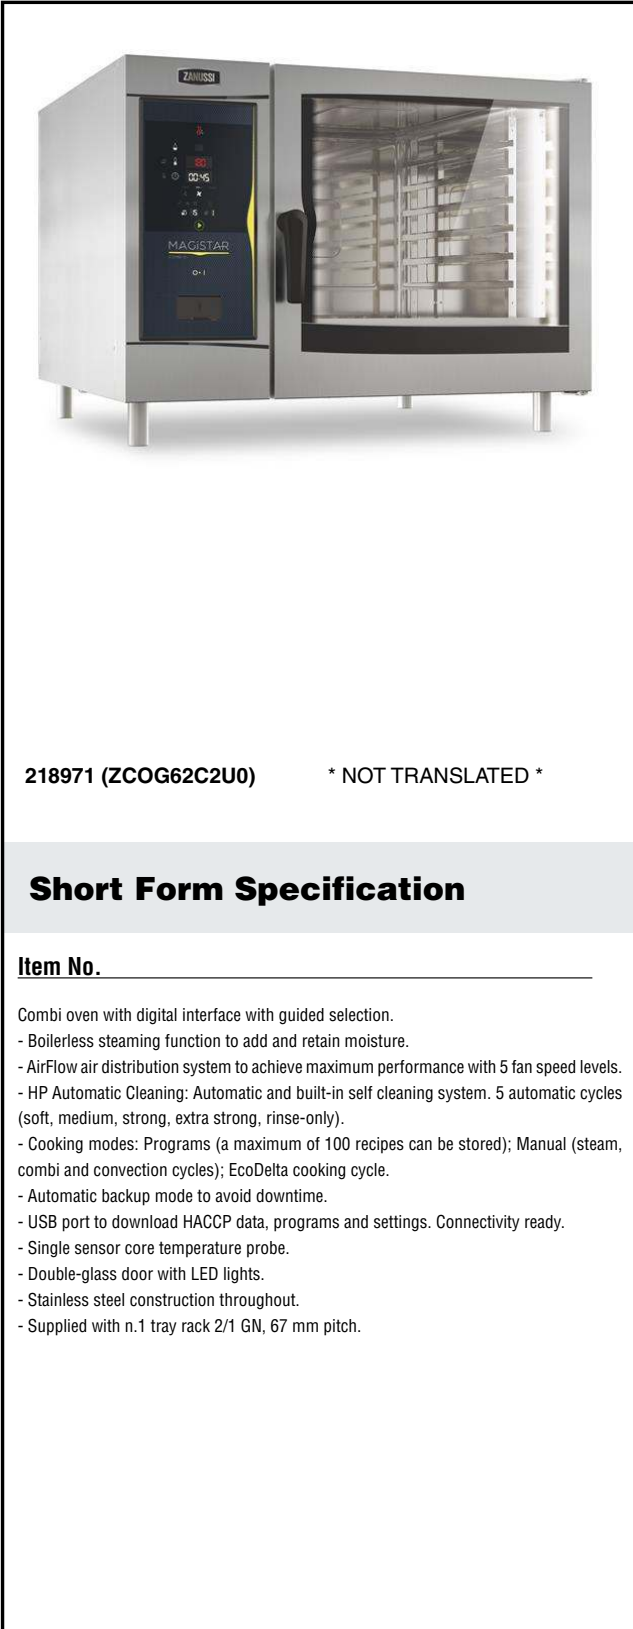 ZANUSSI
180
00:45
15 1
MAGISTAR
218971 (ZCOG62C2U0) * NOT TRANSLATED *
Short Form Specification
Item No.
Combi oven with digital interface with guided selection.
- Boilerless steaming function to add and retain moisture.
- AirFlow air distribution system to achieve maximum performance with 5 fan speed levels.
- HP Automatic Cleaning: Automatic and built-in self cleaning system. 5 automatic cycles
(soft, medium, strong, extra strong, rinse-only).
- Cooking modes: Programs (a maximum of 100 recipes can be stored); Manual (steam,
combi and convection cycles); EcoDelta cooking cycle.
- Automatic backup mode to avoid downtime.
- USB port to download HACCP data, programs and settings. Connectivity ready.
- Single sensor core temperature probe.
- Double-glass door with LED lights.
- Stainless steel construction throughout.
- Supplied with n.1 tray rack 2/1 GN, 67 mm pitch.